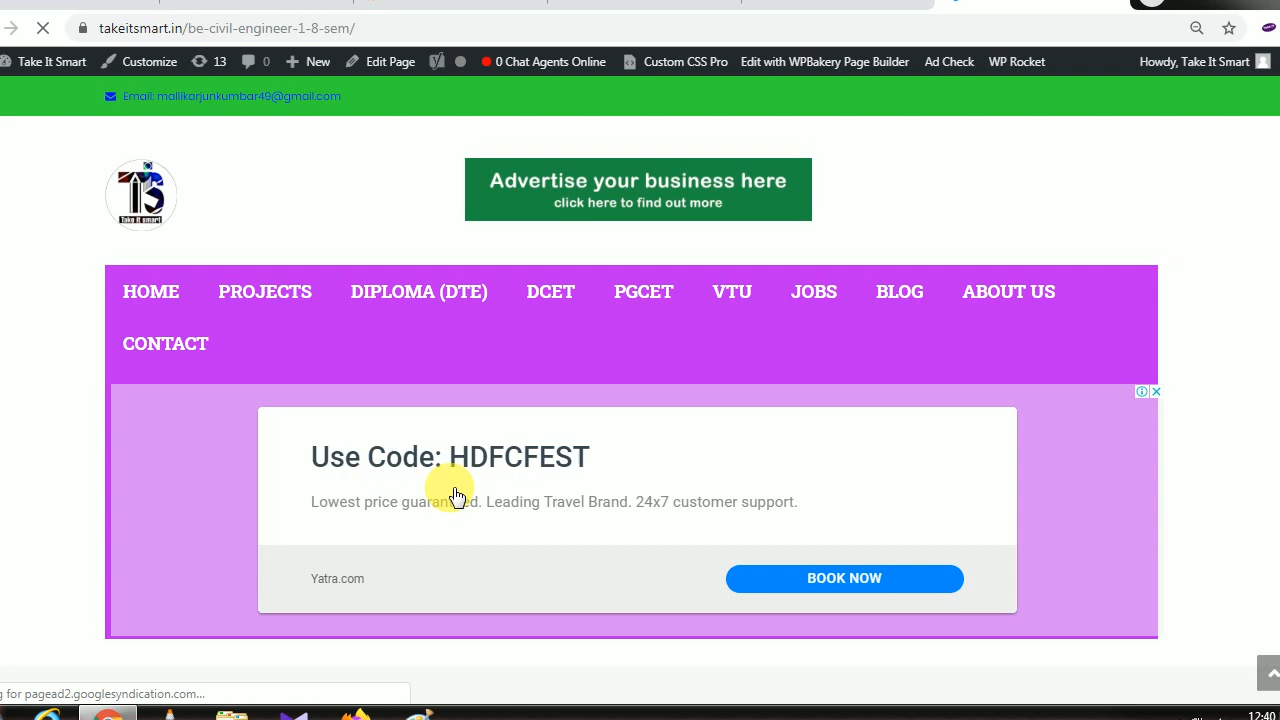 takeitsmart.in/be-civil-engineer-1-8-sem/
Take It Smart Customize 13 0 New Edit Page 0 Chat Agents Online Custom CSS Pro Edit with WPBakery Page Builder Ad Check WP Rocket Howdy, Take It Smart
Email: mallikarjunkumbar49@gmail.com
TIS
Take It smart
Advertise your business here
click here to find out more
HOME PROJECTS DIPLOMA (DTE) DCET PGCET VTU JOBS BLOG ABOUT US
CONTACT
Use Code: HDFCFEST
Lowest price guaranteed. Leading Travel Brand. 24x7 customer support.
Yatra.com BOOK NOW
g for pagead2.googlesyndication.com...
12:40